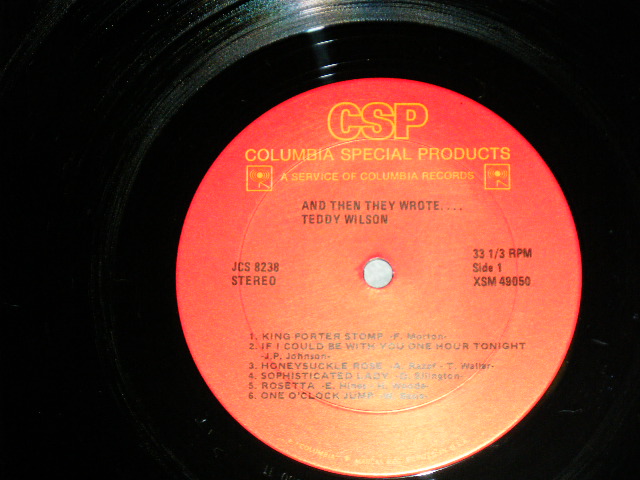 CSP
COLUMBIA SPECIAL PRODUCTS
A SERVICE OF COLUMBIA RECORDS
AND THEN THEY WROTE....
TEDDY WILSON
JCS 8238
STEREO
33 1/3 RPM
Side 1
XSM 49050
1. KING PORTER STOMP -F. Morton-
2. IF I COULD BE WITH YOU ONE HOUR TONIGHT
-J.P. Johnson-
3. HONEYSUCKLE ROSE -A. Razaf - T. Waller-
4. SOPHISTICATED LADY -D. Ellington-
5. ROSETTA -E. Hines
6. ONE O'CLOCK JUMP